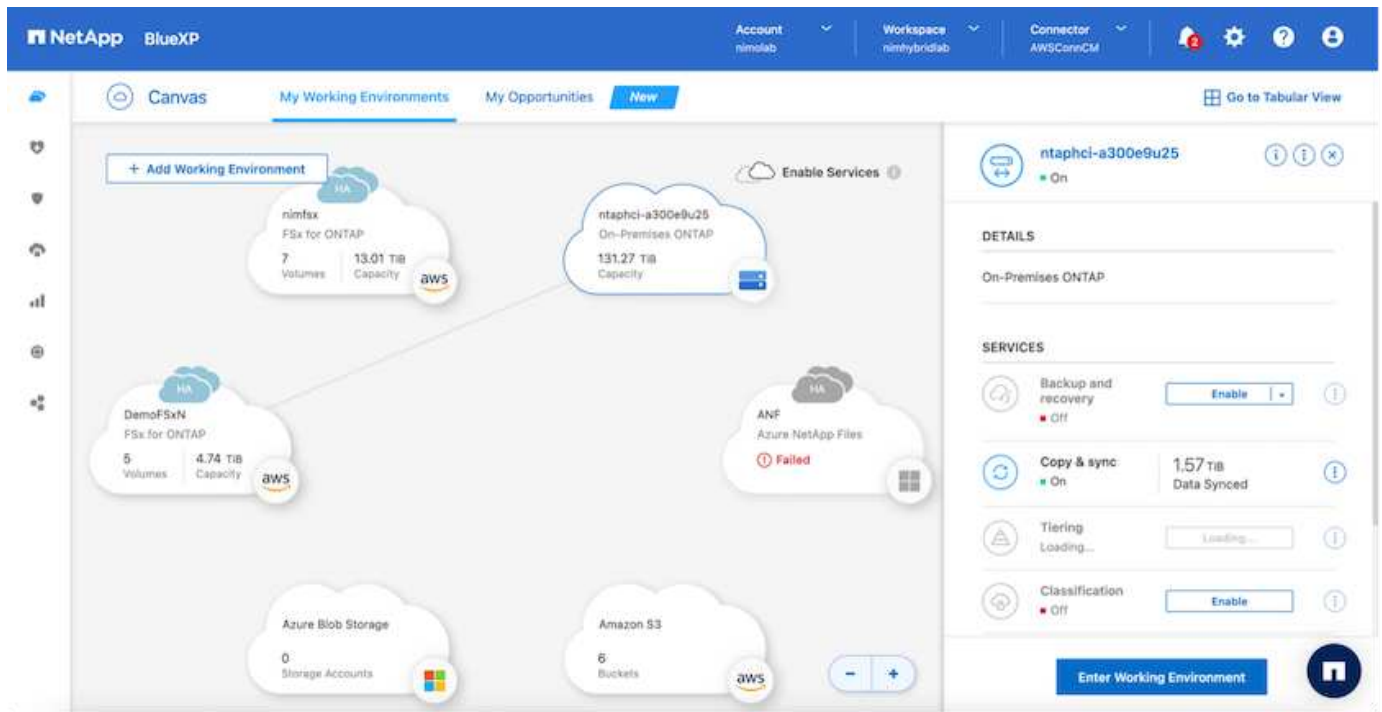 NetApp BlueXP
Account
nimolab
Workspace
nimhybridlab
Connector
AWSConnCM
2
Canvas
My Working Environments
My Opportunities
New
Go to Tabular View
+ Add Working Environment
Enable Services
HA
nimfsx
FSx for ONTAP
7
Volumes
13.01 TiB
Capacity
aws
ntaphci-a300e9u25
On-Premises ONTAP
131.27 TiB
Capacity
HA
DemoFSxN
FSx for ONTAP
5
Volumes
4.74 TiB
Capacity
aws
HA
ANF
Azure NetApp Files
Failed
Azure Blob Storage
0
Storage Accounts
Amazon S3
6
Buckets
aws
− +
ntaphci-a300e9u25
On
DETAILS
On-Premises ONTAP
SERVICES
Backup and
recovery
Off
Enable
Copy & sync
On
1.57 TiB
Data Synced
Tiering
Loading...
Loading...
Classification
Off
Enable
Enter Working Environment